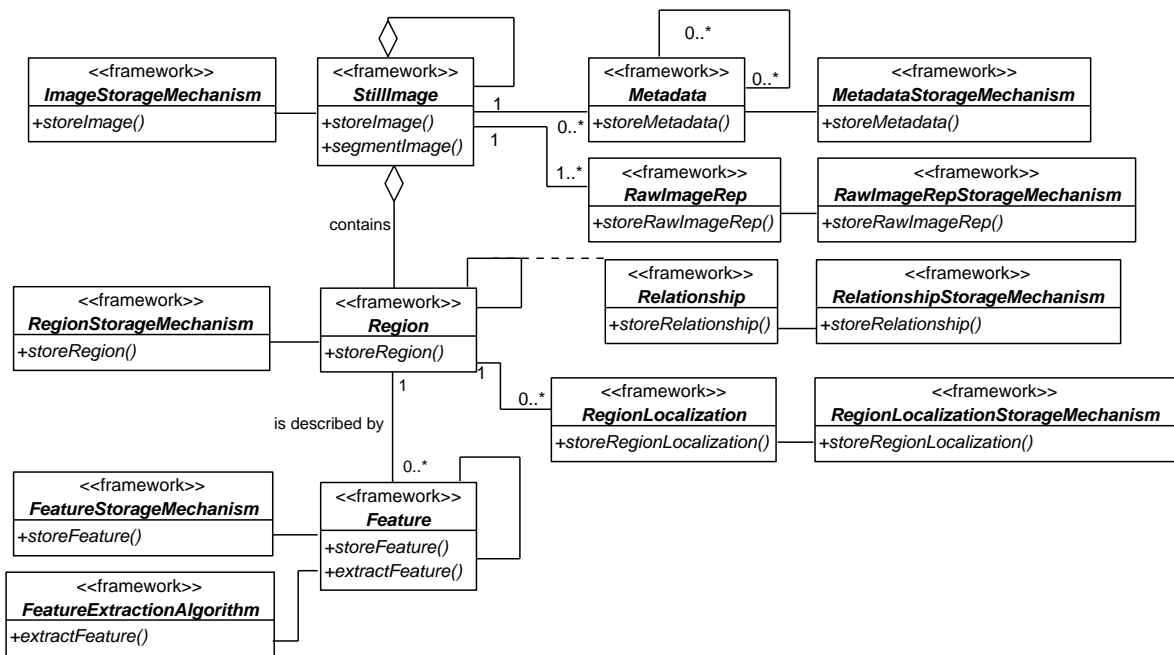 <<framework>>
ImageStorageMechanism
+storeImage()
<<framework>>
StillImage
+storeImage()
+segmentImage()
0..*
0..*
<<framework>>
Metadata
+storeMetadata()
<<framework>>
MetadataStorageMechanism
+storeMetadata()
1
0..*
1
1..*
<<framework>>
RawImageRep
+storeRawImageRep()
<<framework>>
RawImageRepStorageMechanism
+storeRawImageRep()
contains
<<framework>>
RegionStorageMechanism
+storeRegion()
<<framework>>
Region
+storeRegion()
<<framework>>
Relationship
+storeRelationship()
<<framework>>
RelationshipStorageMechanism
+storeRelationship()
1
1
0..*
<<framework>>
RegionLocalization
+storeRegionLocalization()
<<framework>>
RegionLocalizationStorageMechanism
+storeRegionLocalization()
is described by
0..*
<<framework>>
FeatureStorageMechanism
+storeFeature()
<<framework>>
Feature
+storeFeature()
+extractFeature()
<<framework>>
FeatureExtractionAlgorithm
+extractFeature()